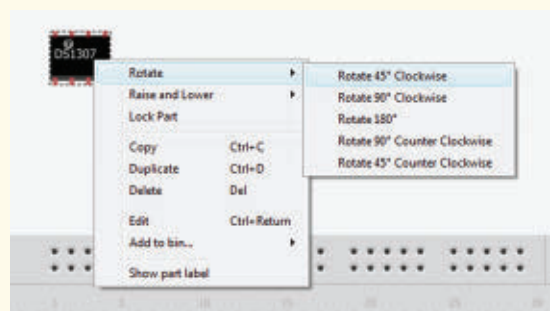 DS1307
Rotate
Raise and Lower
Lock Part
Copy Ctrl+C
Duplicate Ctrl+D
Delete Del
Edit Ctrl+Return
Add to bin...
Show part label
Rotate 45° Clockwise
Rotate 90° Clockwise
Rotate 180°
Rotate 90° Counter Clockwise
Rotate 45° Counter Clockwise